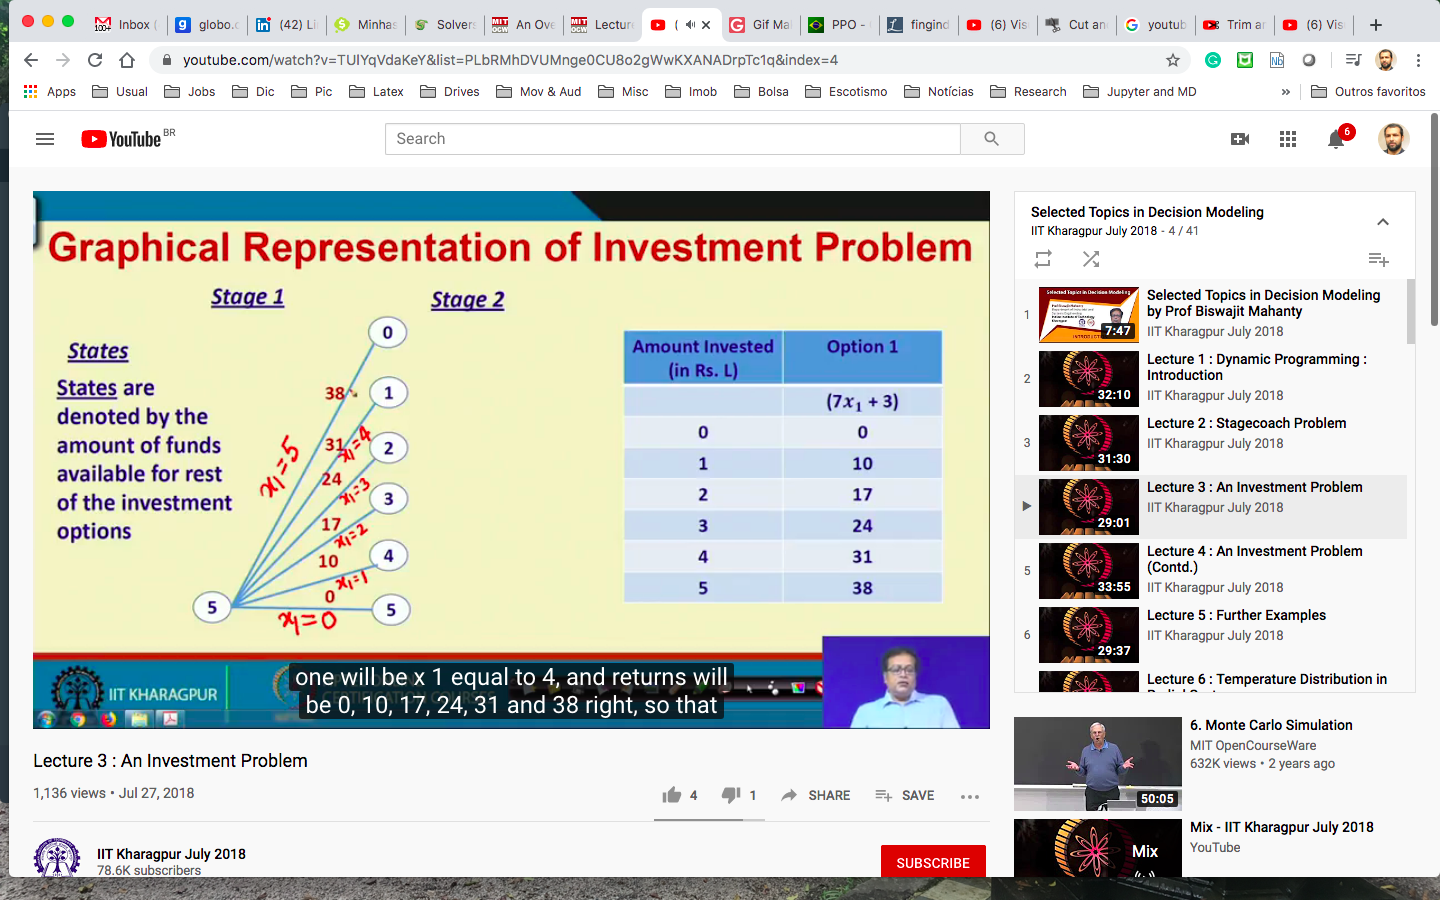 Inbox (
globo.c
(42) Li
Minhas
Solvers
An Ove
Lecture
(
Gif Mal
PPO -
fingind
(6) Vis
Cut an
youtub
Trim ar
(6) Vis
youtube.com/watch?v=TUIYqVdaKeY&list=PLbRMhDVUMnge0CU8o2gWwKXANADrpTc1q&index=4
Apps Usual Jobs Dic Pic Latex Drives Mov & Aud Misc Imob Bolsa Escotismo Notícias Research Jupyter and MD » Outros favoritos
YouTube BR
Search
6
Graphical Representation of Investment Problem
Stage 1
Stage 2
States
States are
denoted by the
amount of funds
available for rest
of the investment
options
0
1
2
3
4
5
5
38
31
24
17
10
0
x₁=5
x₁=4
x₁=3
x₁=2
x₁=1
x₁=0
Amount Invested (in Rs. L) Option 1
(7x₁ + 3)
0 0
1 10
2 17
3 24
4 31
5 38
IIT KHARAGPUR
one will be x 1 equal to 4, and returns will
be 0, 10, 17, 24, 31 and 38 right, so that
Lecture 3 : An Investment Problem
1,136 views • Jul 27, 2018
4 1 SHARE SAVE
IIT Kharagpur July 2018
78.6K subscribers
SUBSCRIBE
Selected Topics in Decision Modeling
IIT Kharagpur July 2018 - 4 / 41
1
7:47
Selected Topics in Decision Modeling
by Prof Biswajit Mahanty
IIT Kharagpur July 2018
2
32:10
Lecture 1 : Dynamic Programming :
Introduction
IIT Kharagpur July 2018
3
31:30
Lecture 2 : Stagecoach Problem
IIT Kharagpur July 2018
29:01
Lecture 3 : An Investment Problem
IIT Kharagpur July 2018
5
33:55
Lecture 4 : An Investment Problem
(Contd.)
IIT Kharagpur July 2018
6
29:37
Lecture 5 : Further Examples
IIT Kharagpur July 2018
Lecture 6 : Temperature Distribution in
50:05
6. Monte Carlo Simulation
MIT OpenCourseWare
632K views • 2 years ago
Mix
Mix - IIT Kharagpur July 2018
YouTube